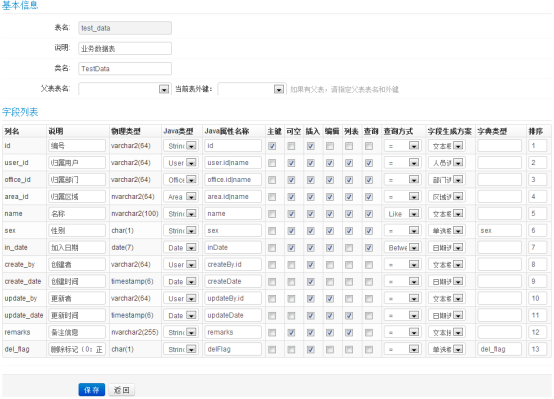 基本信息
表名: test_data
说明: 业务数据表
类名: TestData
父表表名: 当前表外键: 如果有父表，请指定父表表名和外键
字段列表
列名 说明 物理类型 Java类型 Java属性名称 主键 可空 插入 编辑 列表 查询 查询方式 字段生成方案 字典类型 排序
id 编号 varchar2(64) String id = 文本框 1
user_id 归属用户 varchar2(64) User user.id|name = 人员选 2
office_id 归属部门 varchar2(64) Office office.id|name = 部门选 3
area_id 归属区域 nvarchar2(64) Area area.id|name = 区域选 4
name 名称 nvarchar2(100) String name Like 文本框 5
sex 性别 char(1) String sex = 单选框 sex 6
in_date 加入日期 date(7) Date inDate Betwe 日期选 7
create_by 创建者 varchar2(64) User createBy.id = 文本框 8
create_date 创建时间 timestamp(6) Date createDate = 日期选 9
update_by 更新者 varchar2(64) User updateBy.id = 文本框 10
update_date 更新时间 timestamp(6) Date updateDate = 日期选 11
remarks 备注信息 nvarchar2(255) String remarks = 文本框 12
del_flag 删除标记（0：正 char(1) String delFlag = 单选框 del_flag 13
保存 返回